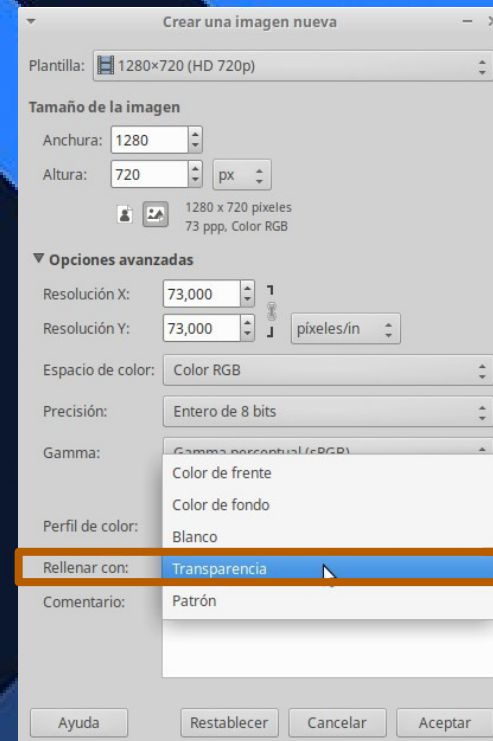 Crear una imagen nueva
Plantilla: 1280×720 (HD 720p)
Tamaño de la imagen
Anchura: 1280
Altura: 720 px
1280 x 720 píxeles
73 ppp, Color RGB
Opciones avanzadas
Resolución X: 73,000
Resolución Y: 73,000 píxeles/in
Espacio de color: Color RGB
Precisión: Entero de 8 bits
Gamma: Gamma perceptual (sRGB)
Color de frente
Color de fondo
Perfil de color:
Blanco
Rellenar con: Transparencia
Comentario: Patrón
Ayuda Restablecer Cancelar Aceptar